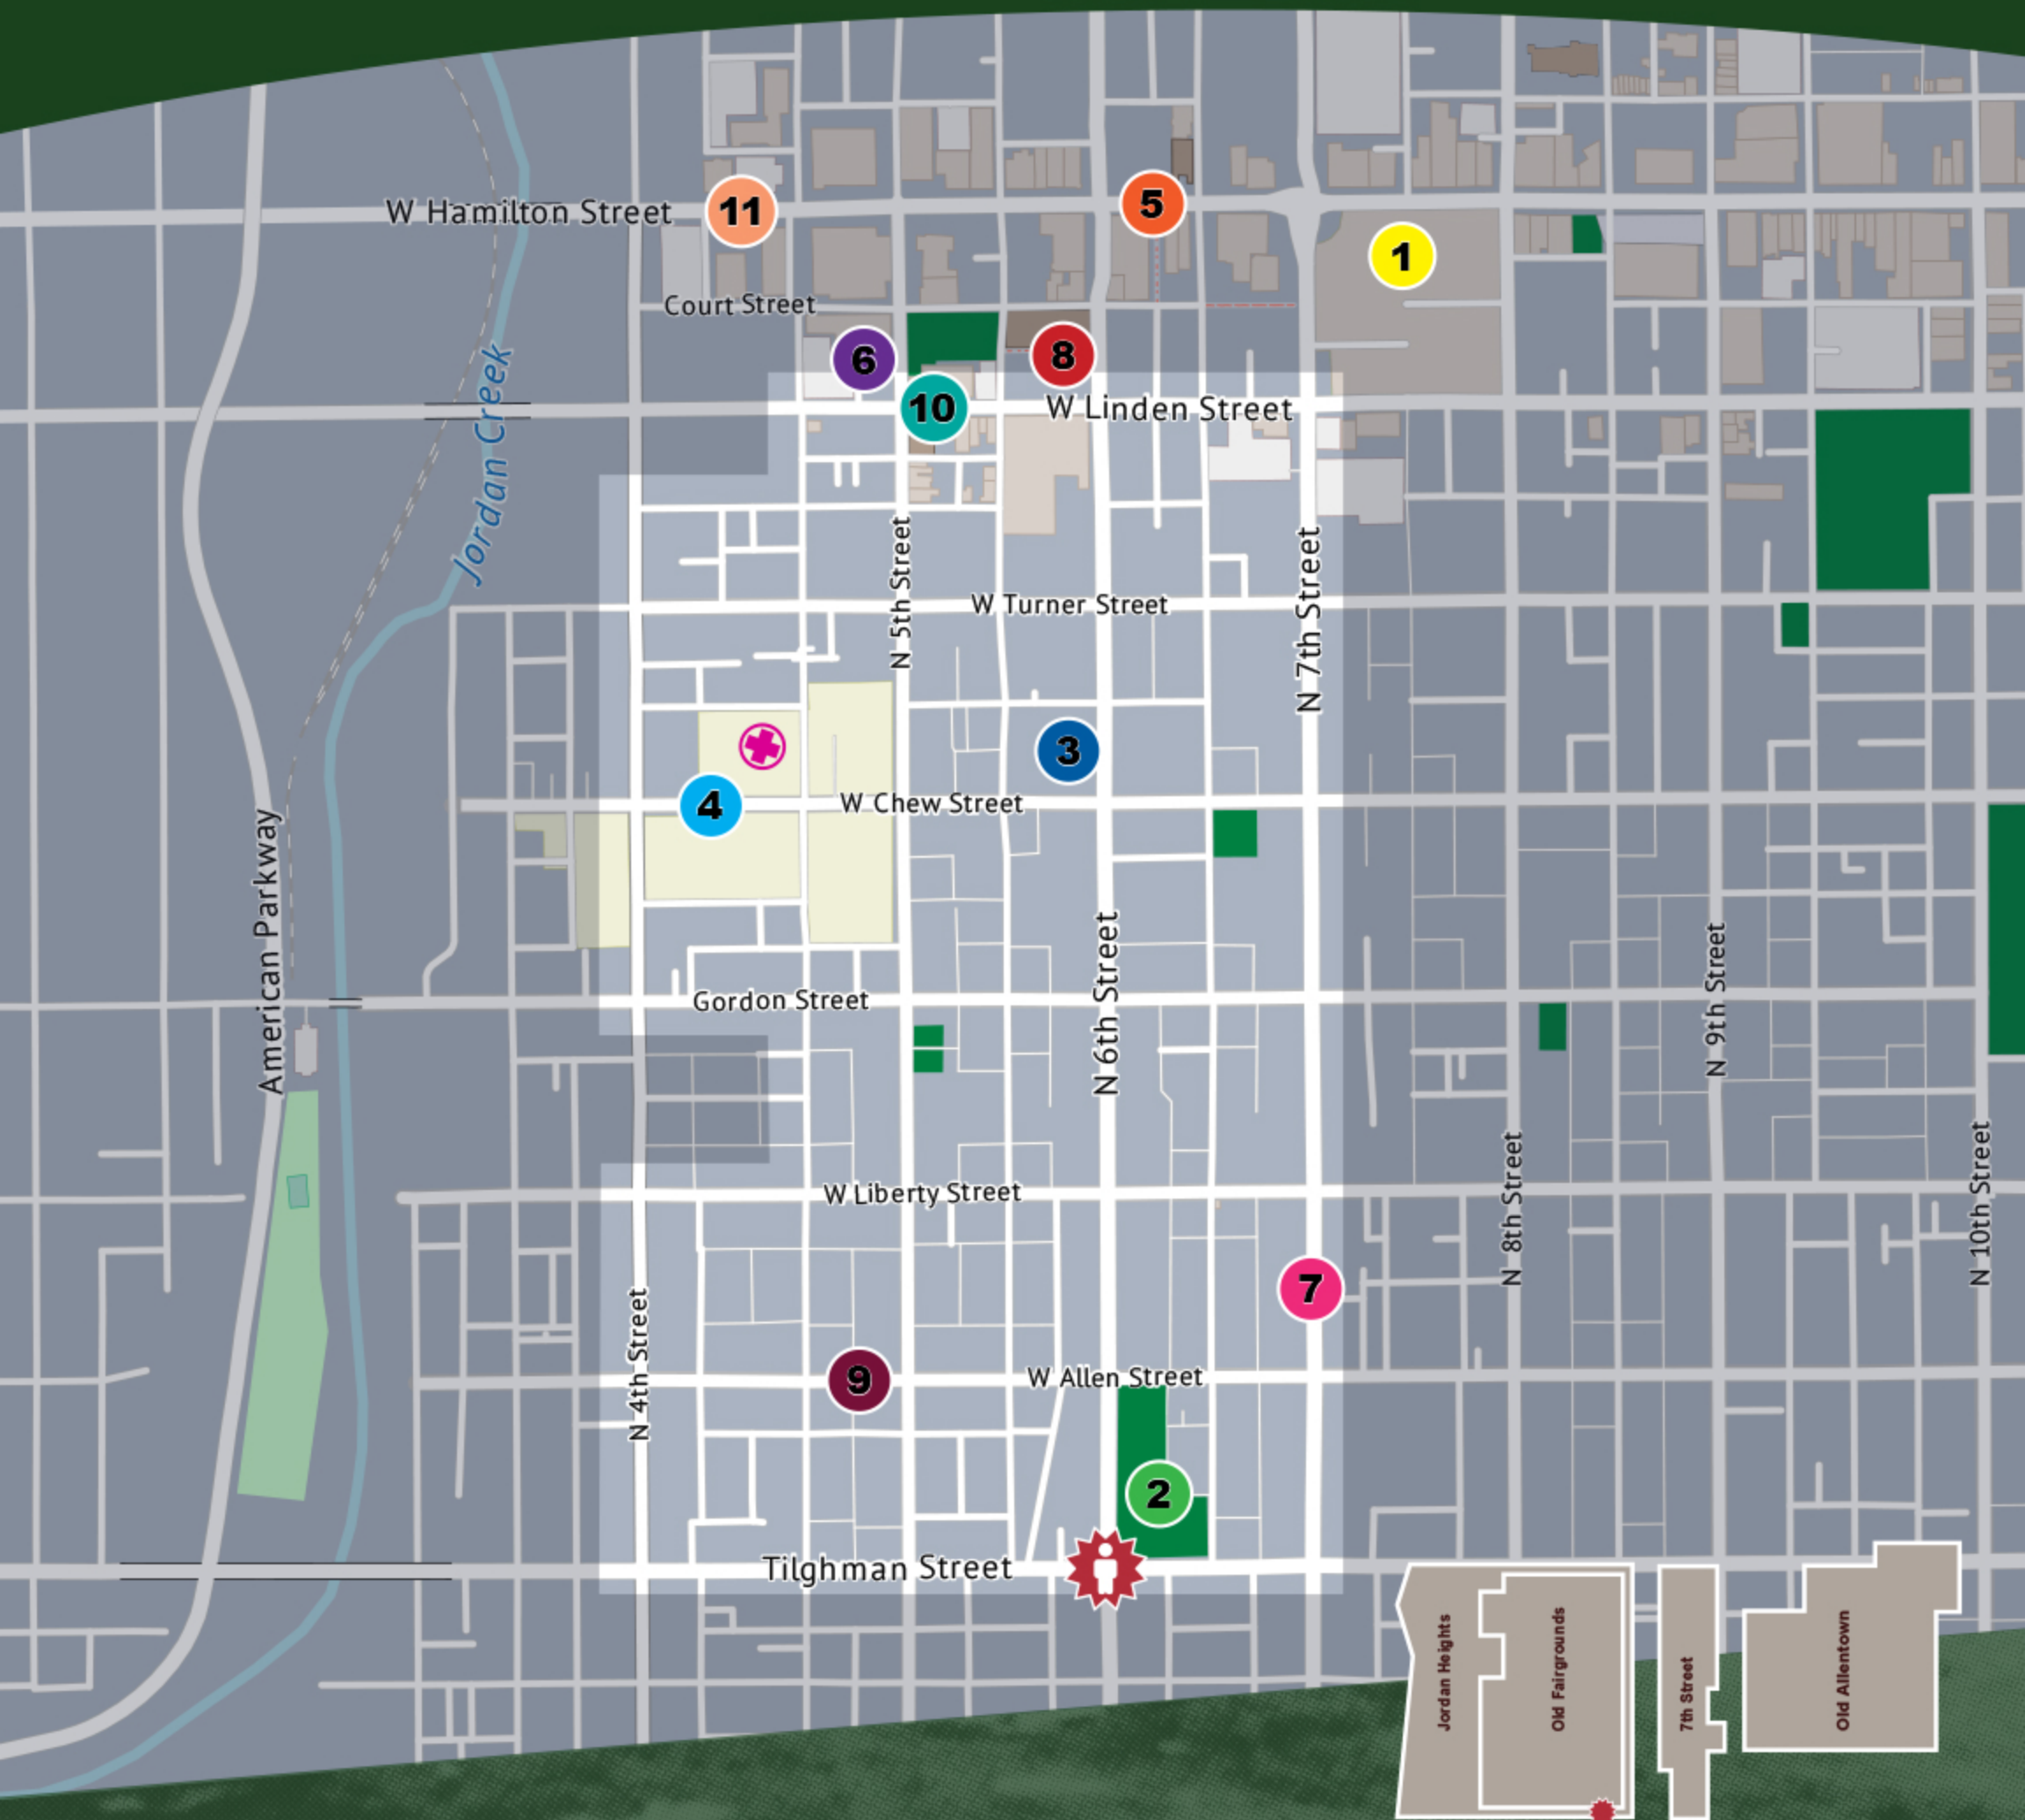 5
11
W Hamilton Street
1
Court Street
8
6
10
W Linden Street
Jordan Creek
N 5th Street
W Turner Street
N 7th Street
3
4
W Chew Street
American Parkway
N 6th Street
N 9th Street
Gordon Street
W Liberty Street
N 8th Street
N 10th Street
7
N 4th Street
9
W Allen Street
2
Tilghman Street
Jordan Heights
Old Fairgrounds
7th Street
Old Allentown